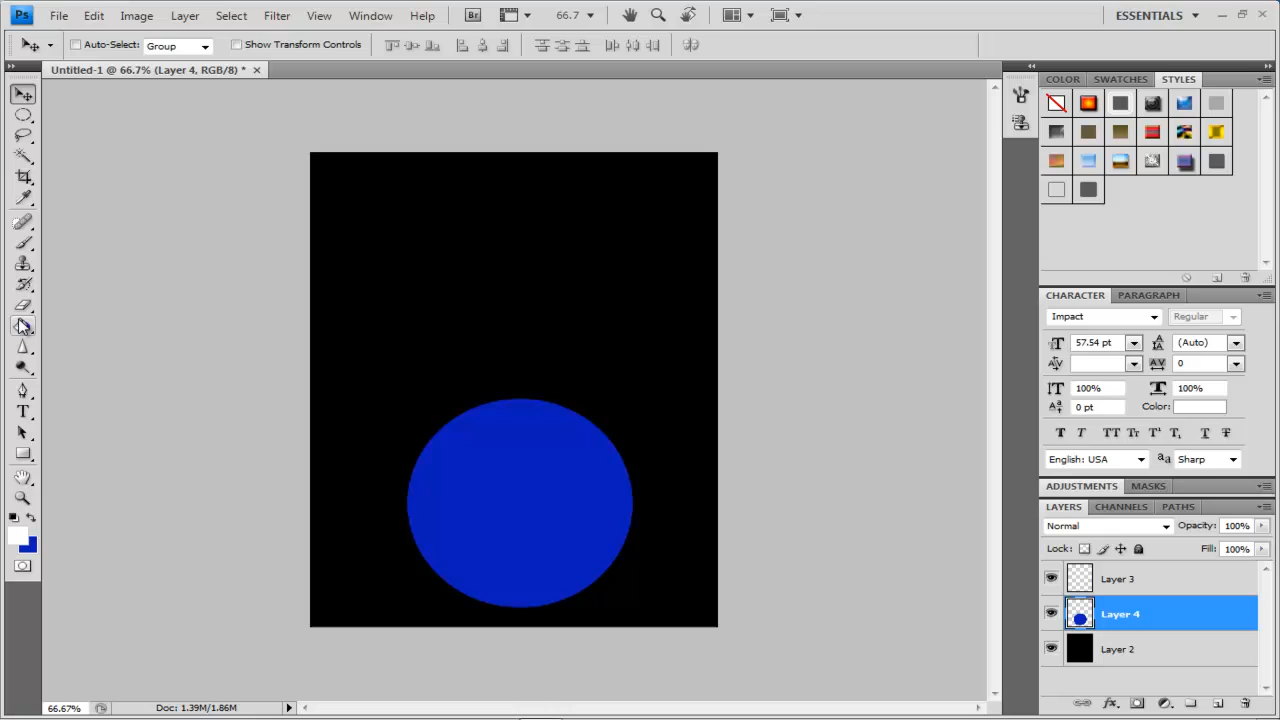 Ps File Edit Image Layer Select Filter View Window Help Br 66.7 ESSENTIALS
Auto-Select: Group Show Transform Controls
Untitled-1 @ 66.7% (Layer 4, RGB/8) *
COLOR SWATCHES STYLES
CHARACTER PARAGRAPH
Impact Regular
57.54 pt (Auto)
0
100% 100%
0 pt Color:
T T TT Tr T¹ T₁ T T
English: USA aa Sharp
ADJUSTMENTS MASKS
LAYERS CHANNELS PATHS
Normal Opacity: 100%
Lock: Fill: 100%
Layer 3
Layer 4
Layer 2
66.67% Doc: 1.39M/1.86M